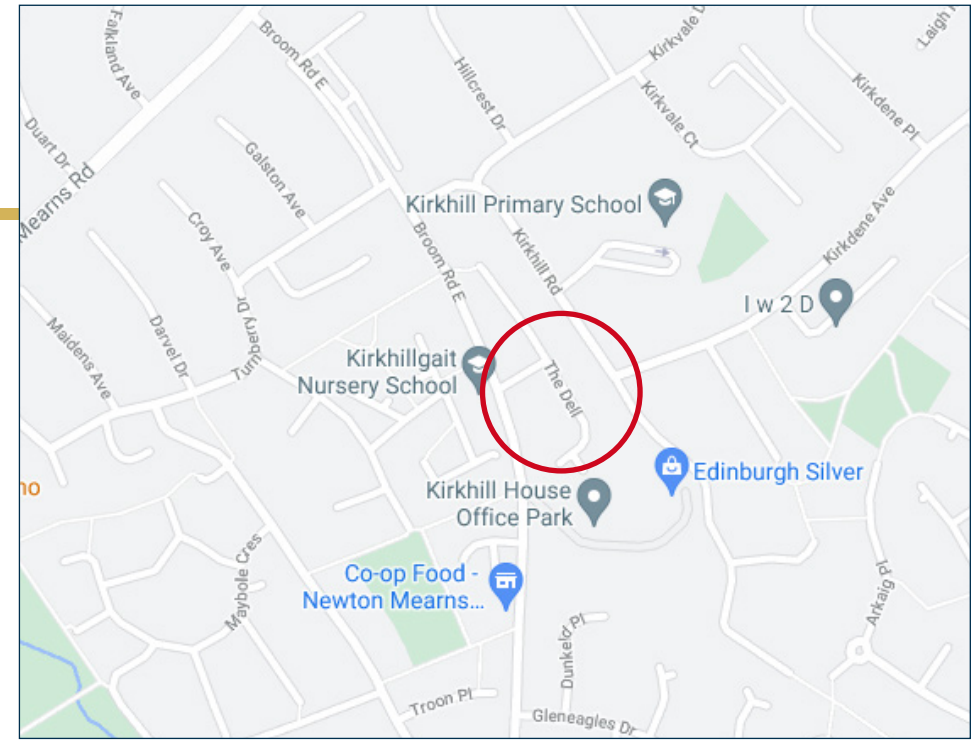 Falkland Ave
Broom Rd E
Kirkvale D
Laigh
Hillcrest Dr
Kirkvale Ct
Kirkdene Pl
Duart Dr
Mearns Rd
Galston Ave
Kirkhill Primary School
Kirkdene Ave
Croy Ave
Broom Rd E
Kirkhill Rd
I w 2 D
Maidens Ave
Darvel Dr
Turnberry Dr
Kirkhillgait
Nursery School
The Dell
Edinburgh Silver
no
Kirkhill House
Office Park
Maybole Cres
Co-op Food -
Newton Mearns...
Arkaig Pl
Dunkeld Pl
Troon Pl
Gleneagles Dr